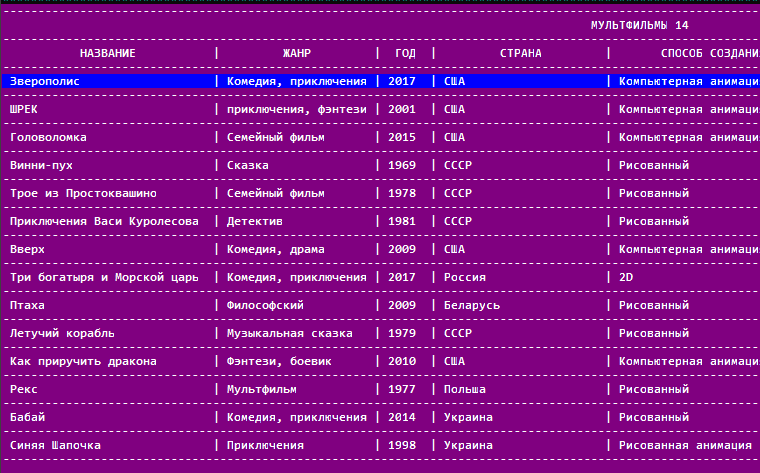 МУЛЬТФИЛЬМЫ 14
НАЗВАНИЕ | ЖАНР | ГОД | СТРАНА | СПОСОБ СОЗДАНИ
Зверополис | Комедия, приключения | 2017 | США | Компьютерная анимаци
ШРЕК | приключения, фэнтези | 2001 | США | Компьютерная анимаци
Головоломка | Семейный фильм | 2015 | США | Компьютерная анимаци
Винни-пух | Сказка | 1969 | СССР | Рисованный
Трое из Простоквашино | Семейный фильм | 1978 | СССР | Рисованный
Приключения Васи Куролесова | Детектив | 1981 | СССР | Рисованный
Вверх | Комедия, драма | 2009 | США | Компьютерная анимаци
Три богатыря и Морской царь | Комедия, приключения | 2017 | Россия | 2D
Птаха | Философский | 2009 | Беларусь | Рисованный
Летучий корабль | Музыкальная сказка | 1979 | СССР | Рисованный
Как приручить дракона | Фэнтези, боевик | 2010 | США | Компьютерная анимаци
Рекс | Мультфильм | 1977 | Польша | Рисованный
Бабай | Комедия, приключения | 2014 | Украина | Рисованный
Синяя Шапочка | Приключения | 1998 | Украина | Рисованная анимация